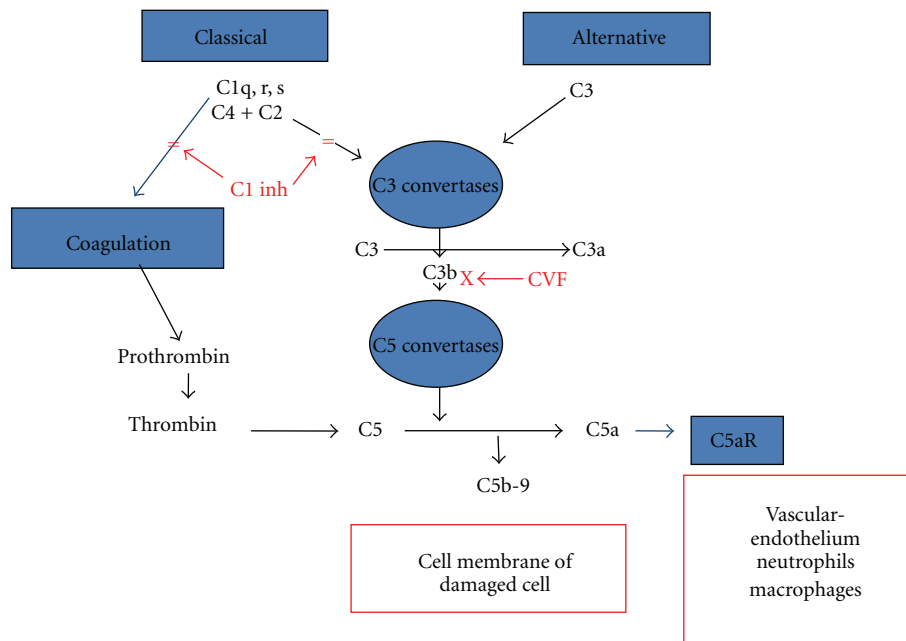 Classical
Alternative
C1q, r, s
C4 + C2
C3
=
=
C1 inh
C3 convertases
Coagulation
C3
C3a
C3b
X
CVF
C5 convertases
Prothrombin
Thrombin
C5
C5a
C5aR
C5b-9
Cell membrane of
damaged cell
Vascular-
endothelium
neutrophils
macrophages